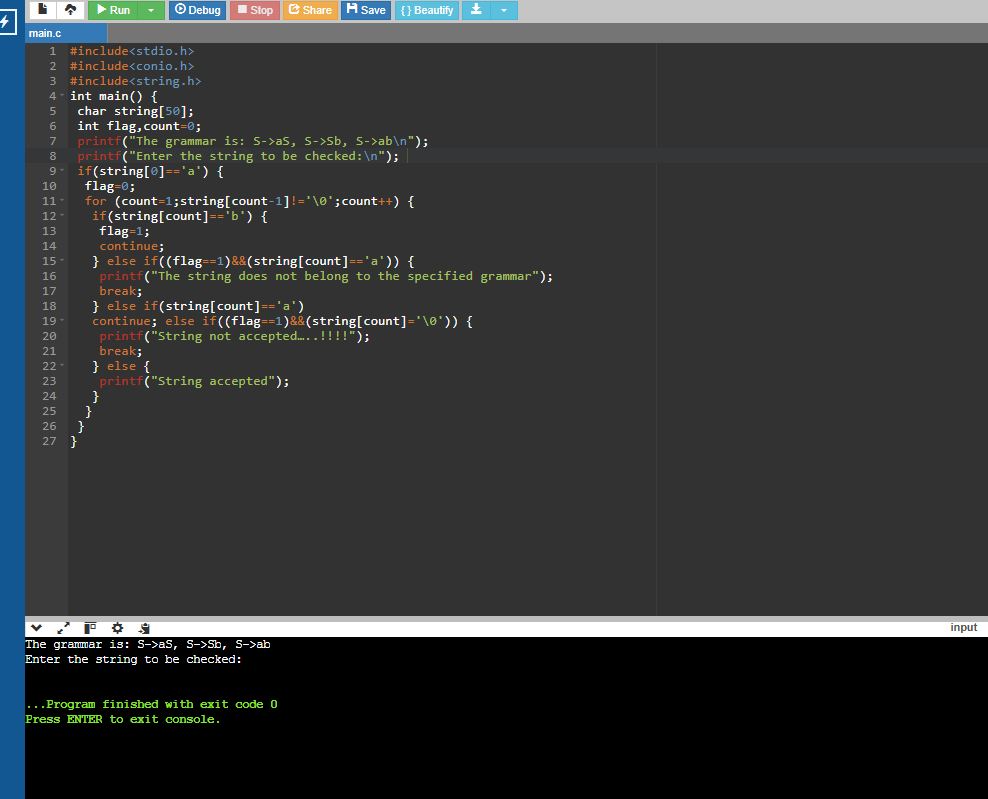 Run Debug Stop Share Save {} Beautify
main.c
1 #include<stdio.h>
2 #include<conio.h>
3 #include<string.h>
4 int main() {
5 char string[50];
6 int flag,count=0;
7 printf("The grammar is: S->aS, S->Sb, S->ab\n");
8 printf("Enter the string to be checked:\n");
9 if(string[0]=='a') {
10 flag=0;
11 for (count=1;string[count-1]!='\0';count++) {
12 if(string[count]=='b') {
13 flag=1;
14 continue;
15 } else if((flag==1)&&(string[count]=='a')) {
16 printf("The string does not belong to the specified grammar");
17 break;
18 } else if(string[count]=='a')
19 continue; else if((flag==1)&&(string[count]='\0')) {
20 printf("String not accepted…..!!!!");
21 break;
22 } else {
23 printf("String accepted");
24 }
25 }
26 }
27 }
input
The grammar is: S->aS, S->Sb, S->ab
Enter the string to be checked:
...Program finished with exit code 0
Press ENTER to exit console.